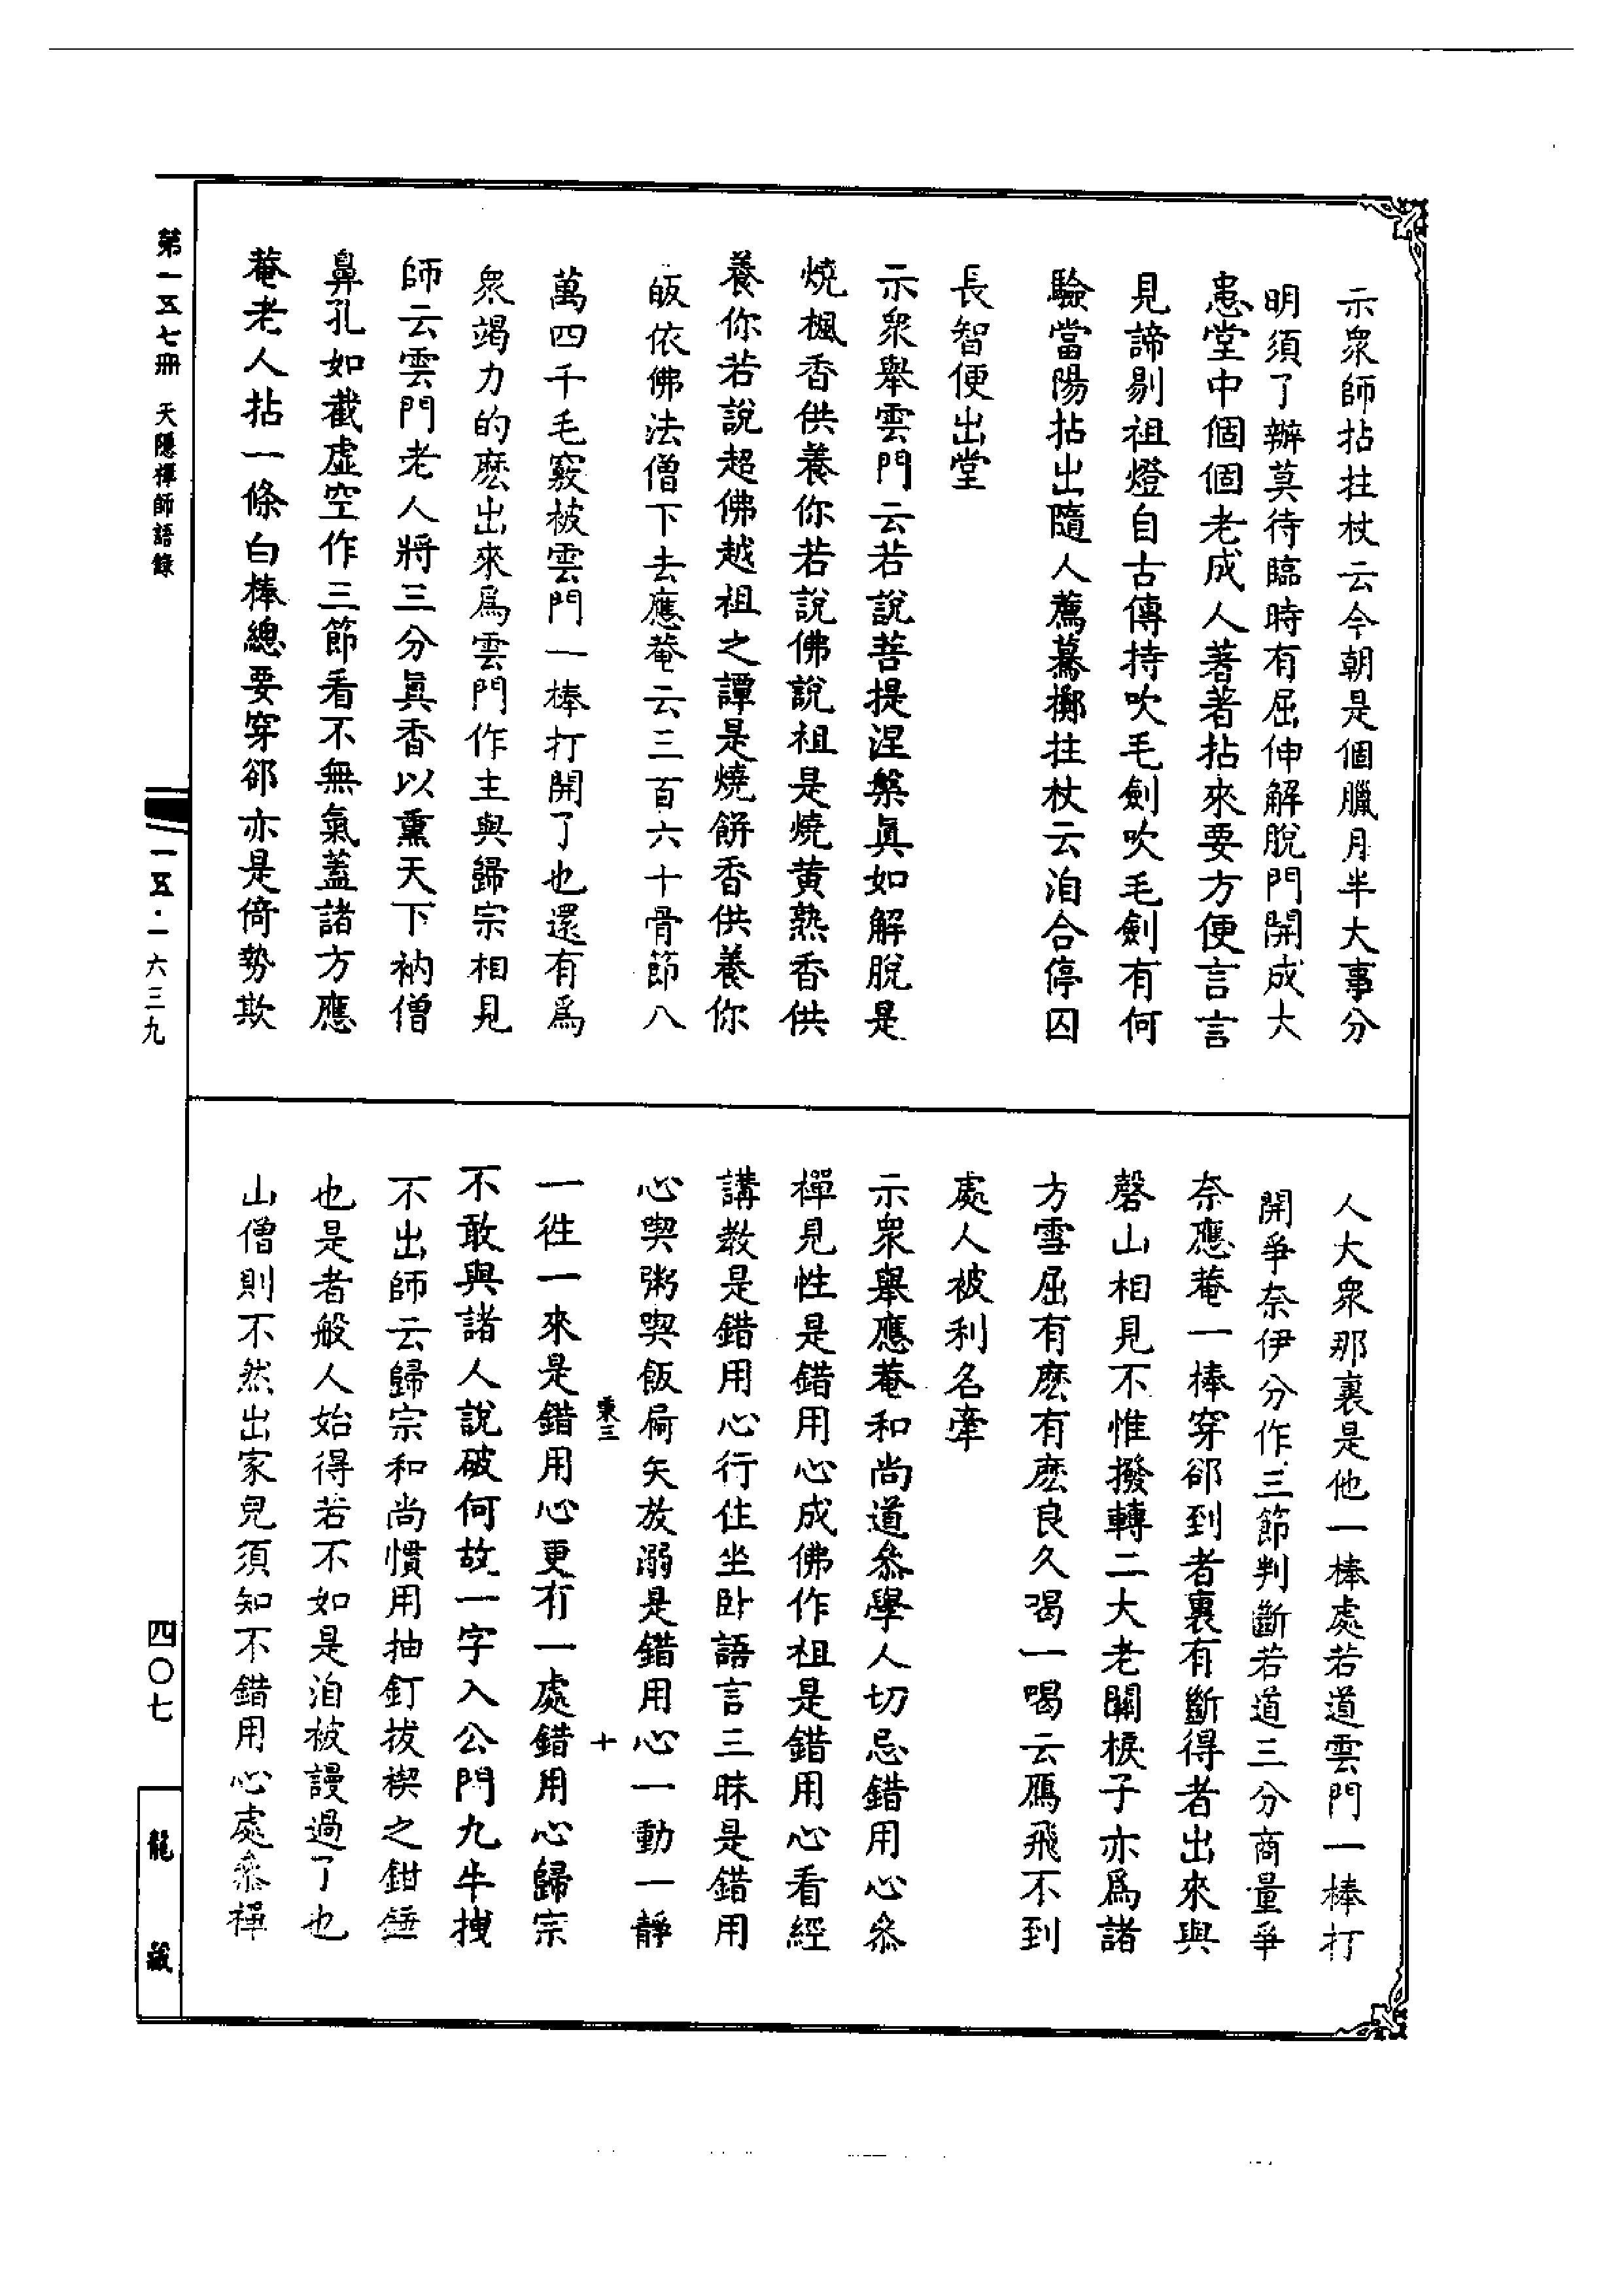 示衆師拈拄杖云今朝是個臘月半大事分
明須了辦莫待臨時有屈伸解脫門開成大
恚堂中個個老成人著著拈來要方便言言
見諦剔祖燈自古傳持吹毛劍吹毛劍有何
驗當陽拈出隨人薦驀擲拄杖云洎合停囚
長智便出堂
示衆舉雲門云若說菩提涅槃眞如解脫是
燒楓香供養你若說佛說祖是燒黄熟香供
養你若說超佛越祖之譚是燒餅香供養你
皈依佛法僧下去應菴云三百六十骨節八
萬四千毛竅被雲門一棒打開了也還有爲
衆竭力的麽出來爲雲門作主與歸宗相見
師云雲門老人將三分眞香以熏天下衲僧
鼻孔如截虛空作三節看不無氣蓋諸方應
菴老人拈一條白棒總要穿郤亦是倚勢欺
人大衆那裏是他一棒處若道雲門一棒打
開爭奈伊分作三節判斷若道三分商量爭
奈應菴一棒穿郤到者裏有斷得者出來與
磬山相見不惟撥轉二大老關棙子亦爲諸
方雪屈有麽有麽良久喝一喝云鴈飛不到
處人被利名牽
示衆舉應菴和尚道叅學人切忌錯用心叅
禪見性是錯用心成佛作祖是錯用心看經
講教是錯用心行住坐卧語言三昧是錯用
心喫粥喫飯屙矢放溺是錯用心一動一靜
秉三 十
一往一來是錯用心更有一處錯用心歸宗
不敢與諸人說破何故一字入公門九牛拽
不出師云歸宗和尚慣用抽釘拔楔之鉗錘
也是者般人始得若不如是洎被謾過了也
山僧則不然出家兒須知不錯用心處叅禪
第一五七冊 天隱禪師語錄
一五五·一六三九
四〇七
龍藏